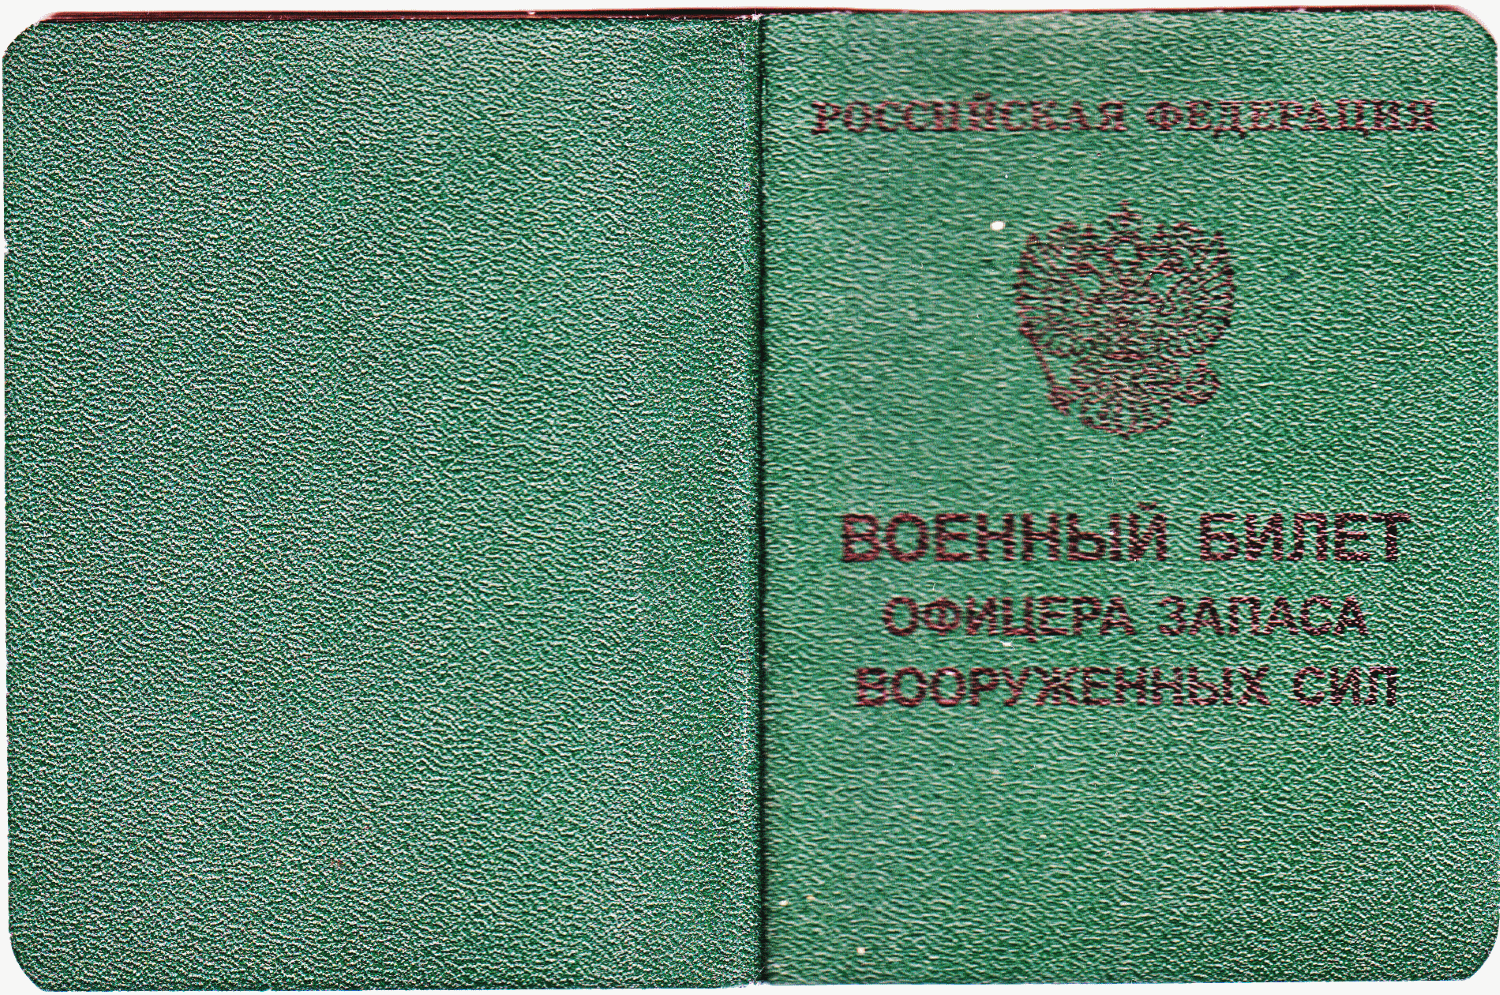 РОССИЙСКАЯ ФЕДЕРАЦИЯ
ВОЕННЫЙ БИЛЕТ
ОФИЦЕРА ЗАПАСА
ВООРУЖЕННЫХ СИЛ